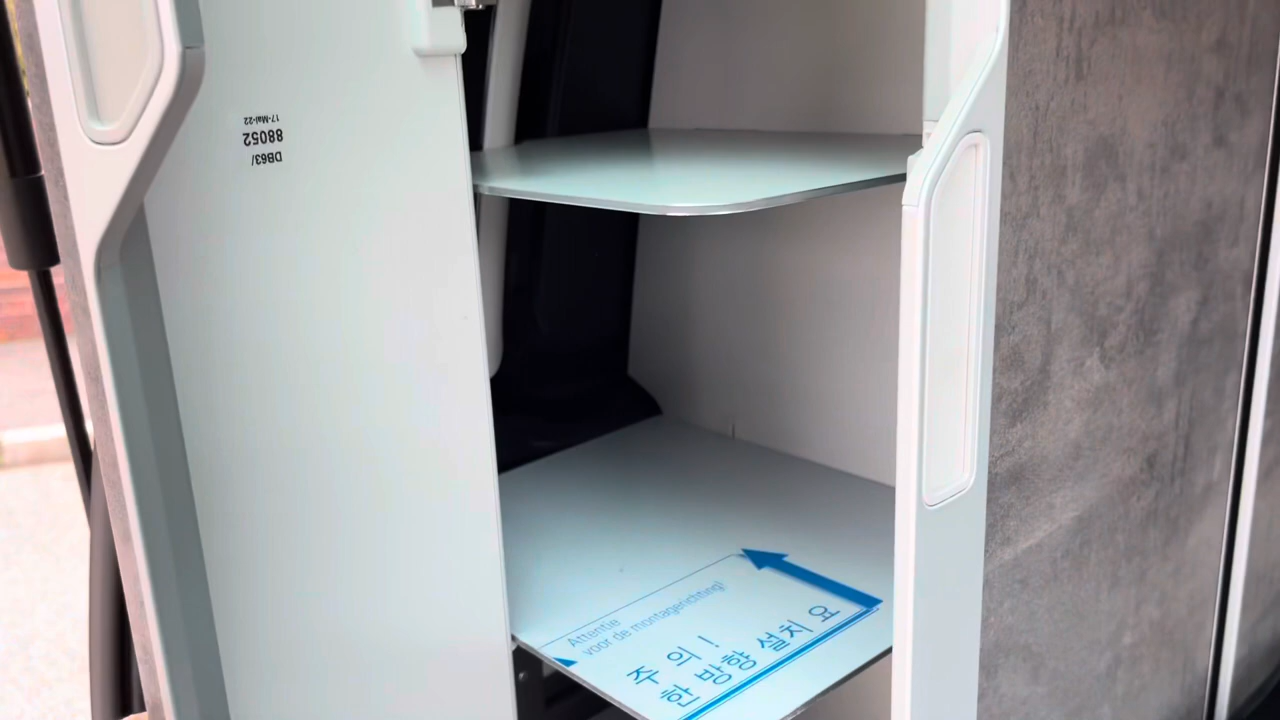 DB63/
88052
17-Mai-22
Attentie
voor de montagerichting!
주 의 !
한 방향 설치 요